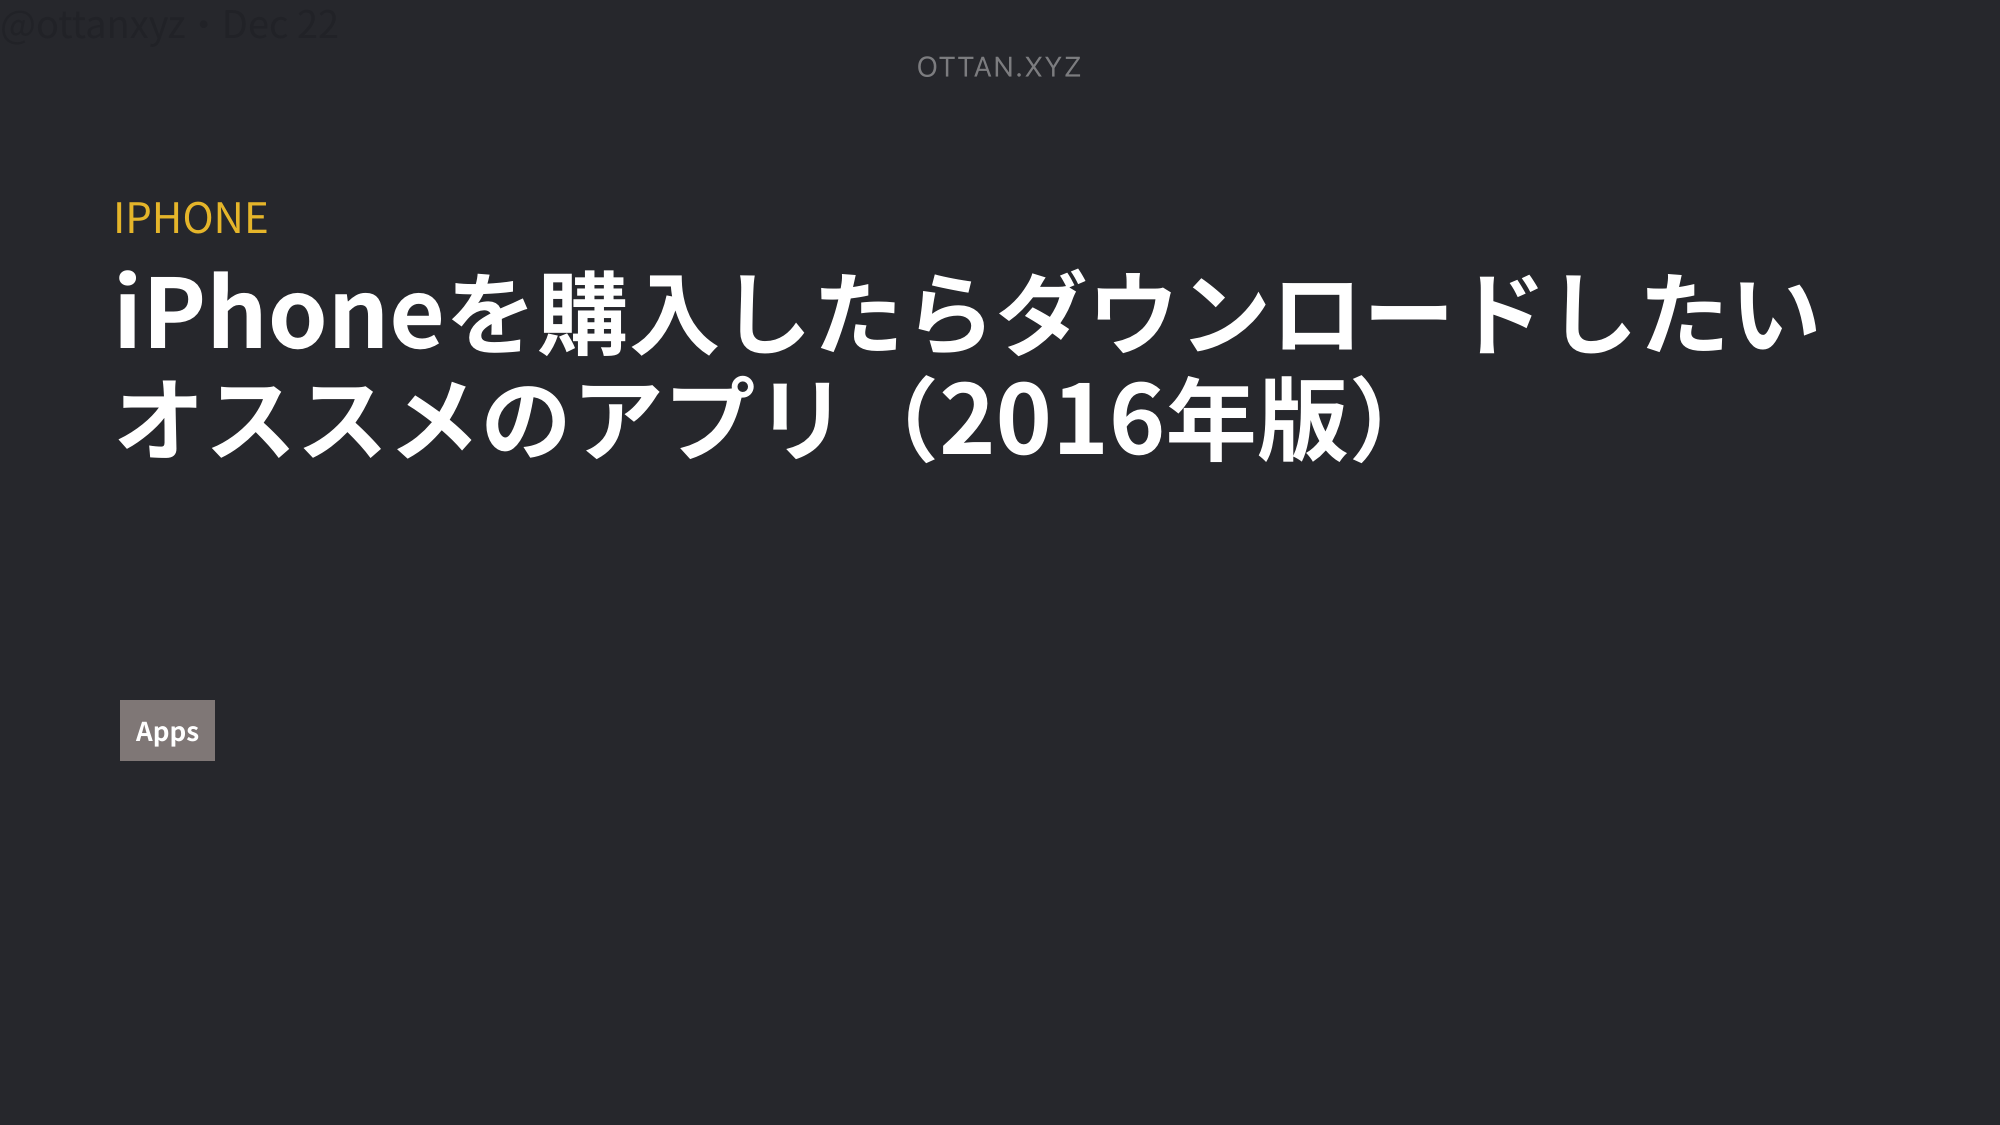 @ottanxyz・Dec 22
OTTAN.XYZ
IPHONE
iPhoneを購入したらダウンロードしたい
オススメのアプリ（2016年版）
Apps